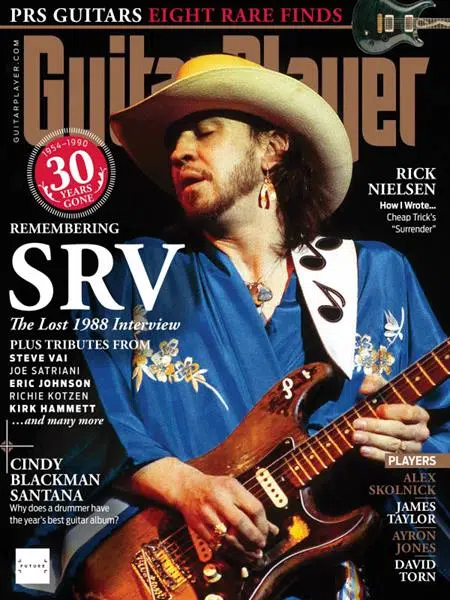 PRS GUITARS EIGHT RARE FINDS
GUITARPLAYER.COM
Guitar Player
1954–1990
30
YEARS
GONE
RICK
NIELSEN
How I Wrote...
Cheap Trick's
"Surrender"
REMEMBERING
SRV
The Lost 1988 Interview
PLUS TRIBUTES FROM
STEVE VAI
JOE SATRIANI
ERIC JOHNSON
RICHIE KOTZEN
KIRK HAMMETT
...and many more
CINDY
BLACKMAN
SANTANA
Why does a drummer have
the year's best guitar album?
PLAYERS
ALEX
SKOLNICK
JAMES
TAYLOR
AYRON
JONES
DAVID
TORN
FUTURE